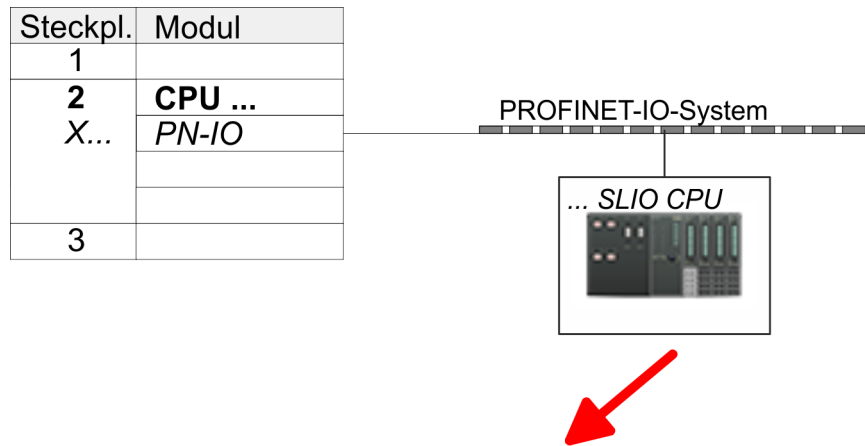 Steckpl. Modul
1
2 CPU ...
X... PN-IO
3
PROFINET-IO-System
... SLIO CPU